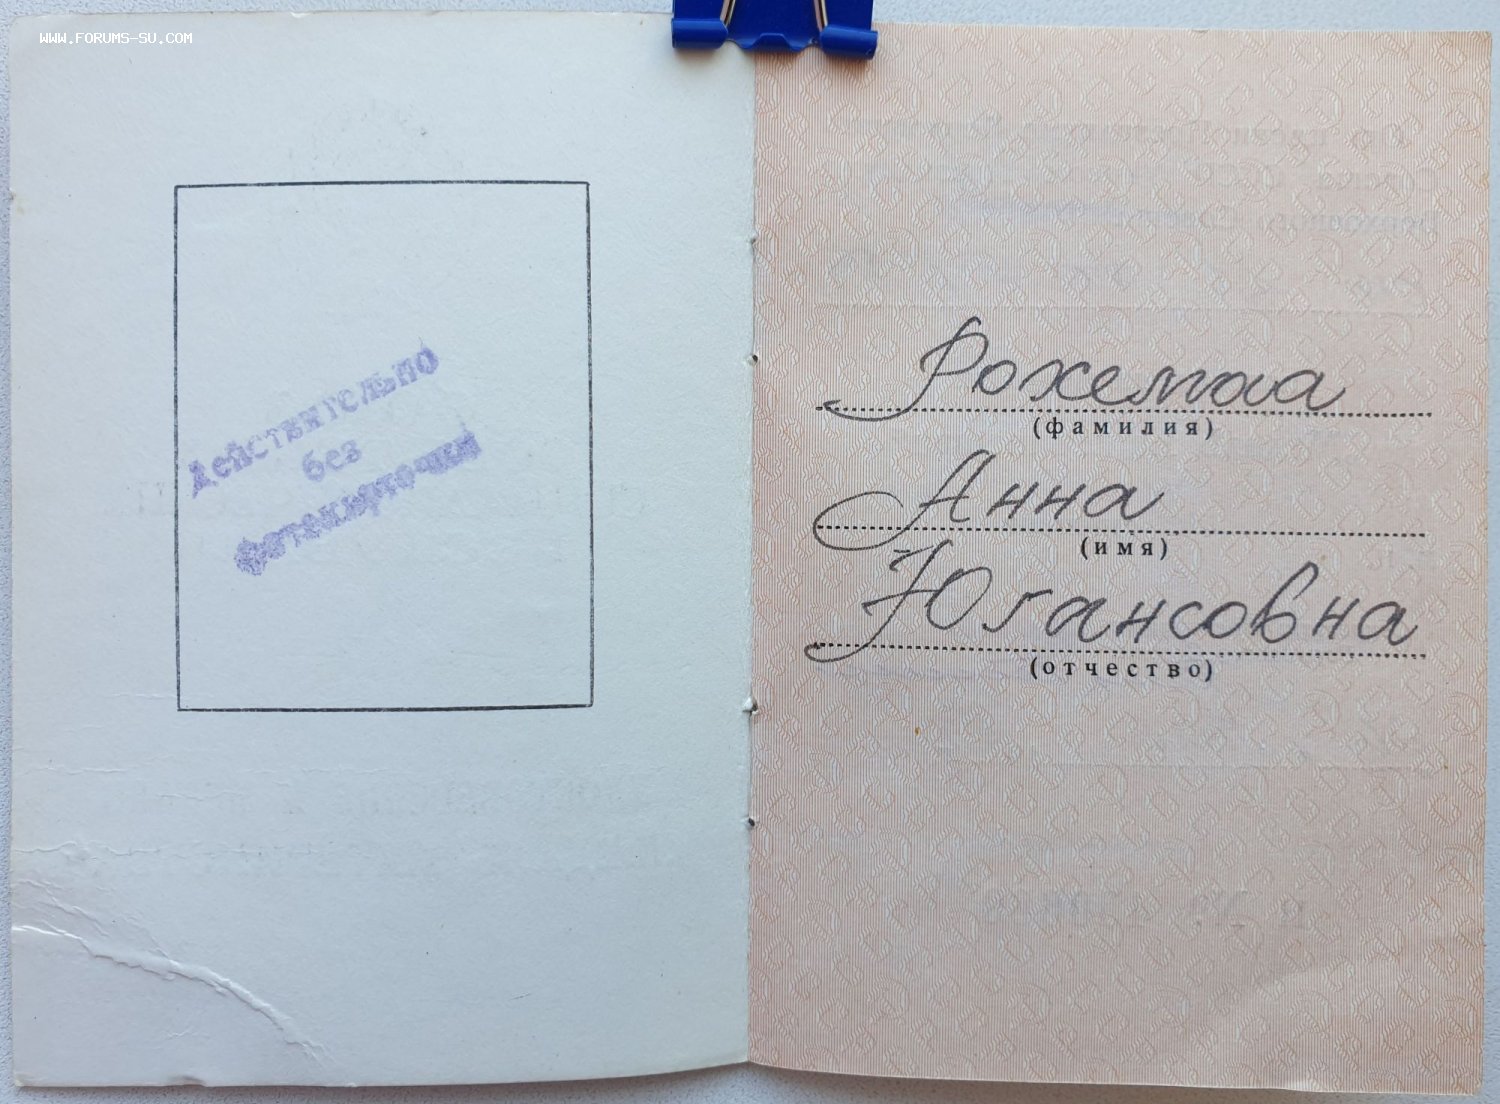 WWW.FORUMS-SU.COM
Действительно
без
фотокарточки
Рохемаа
(фамилия)
Анна
(имя)
Югансовна
(отчество)